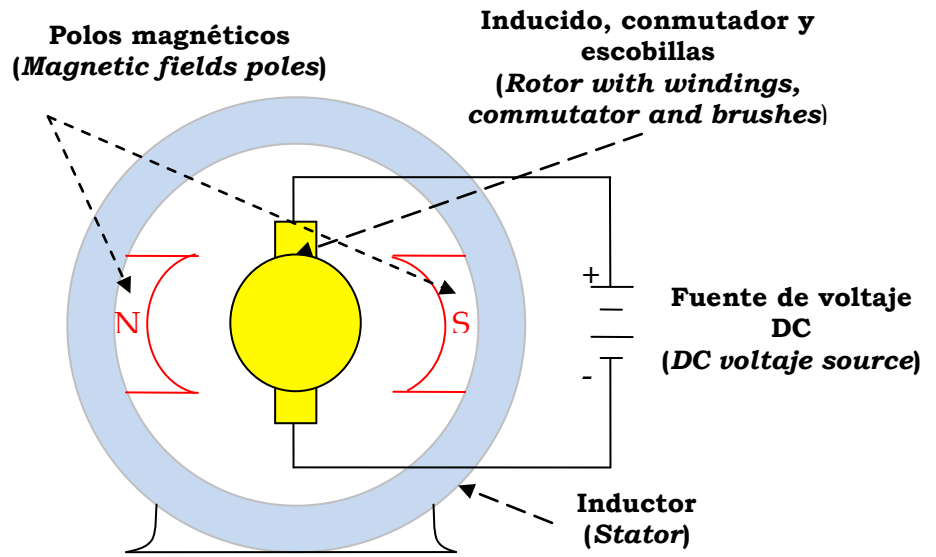 Polos magnéticos
(Magnetic fields poles)
Inducido, conmutador y
escobillas
(Rotor with windings,
commutator and brushes)
N
S
+
-
Fuente de voltaje
DC
(DC voltaje source)
Inductor
(Stator)